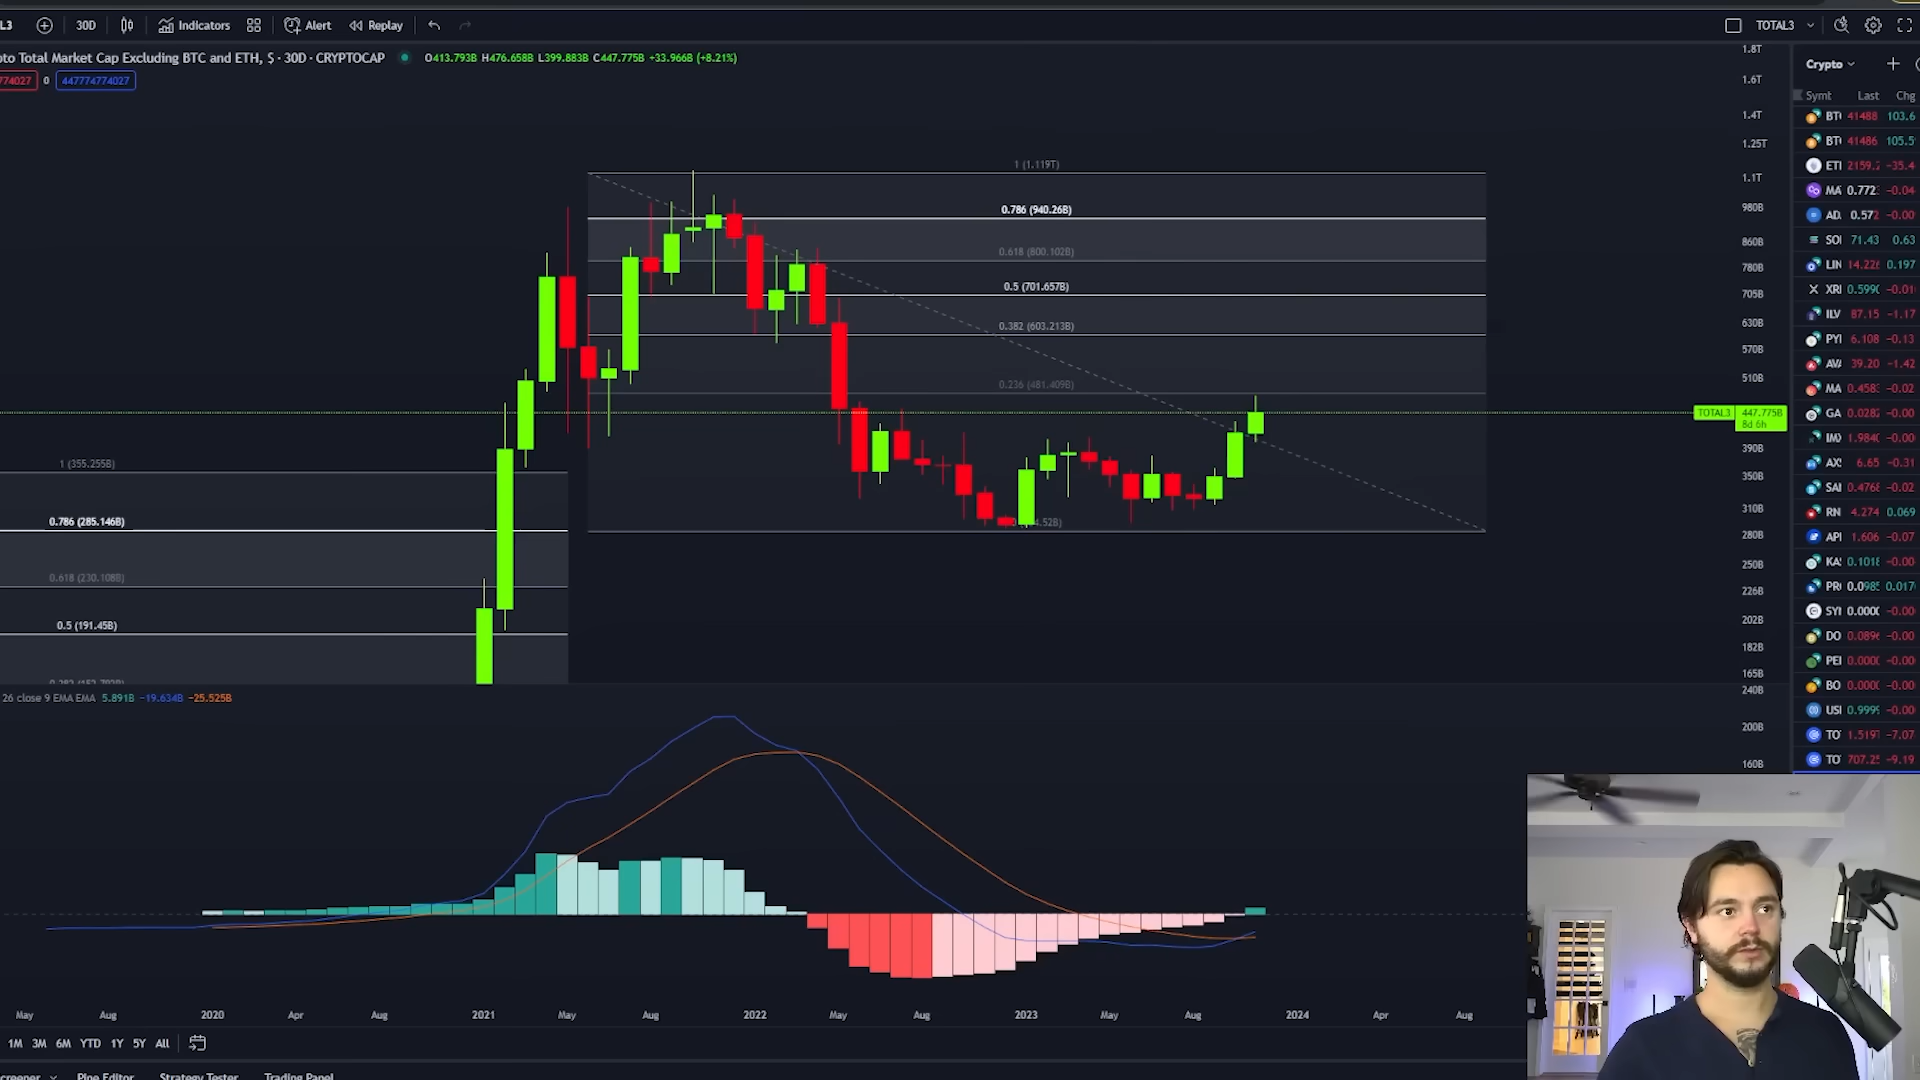 L3 30D Indicators Alert Replay TOTAL3
pto Total Market Cap Excluding BTC and ETH, $ · 30D · CRYPTOCAP O413.793B H476.658B L399.883B C447.775B +33.966B (+8.21%)
774027 0 447774774027
Crypto
Symt Last Chg
BT 41488 103.6
BT 41486 105.5
ETI 2159.2 -35.4
MA 0.772 -0.04
AD 0.572 -0.00
SOI 71.43 0.63
LIN 14.226 0.197
XRI 0.5990 -0.01
ILV 87.15 -1.17
PYI 6.108 -0.13
AV 39.20 -1.42
MA 0.4583 -0.02
GA 0.0282 -0.00
IMX 1.9840 -0.00
AX 6.65 -0.31
SAI 0.4768 -0.02
RN 4.274 0.069
API 1.606 -0.07
KA 0.1018 -0.00
PR 0.0985 0.017
SYI 0.0000 -0.00
DO 0.0896 -0.00
PEI 0.0000 -0.00
BO 0.0000 -0.00
USI 0.9999 -0.00
TO 1.519 -7.07
TO 707.25 -9.19
1.8T
1.6T
1.4T
1.25T
1.1T
980B
860B
780B
705B
630B
570B
510B
TOTAL3 447.775B
8d 6h
390B
350B
310B
280B
250B
226B
202B
182B
165B
240B
200B
160B
1 (1.119T)
0.786 (940.26B)
0.618 (800.102B)
0.5 (701.657B)
0.382 (603.213B)
0.236 (481.409B)
4.52B)
1 (355.255B)
0.786 (285.146B)
0.618 (230.108B)
0.5 (191.45B)
26 close 9 EMA EMA 5.891B -19.634B -25.525B
May Aug 2020 Apr Aug 2021 May Aug 2022 May Aug 2023 May Aug 2024 Apr Aug
1M 3M 6M YTD 1Y 5Y All
creener Pine Editor Strategy Tester Trading Panel